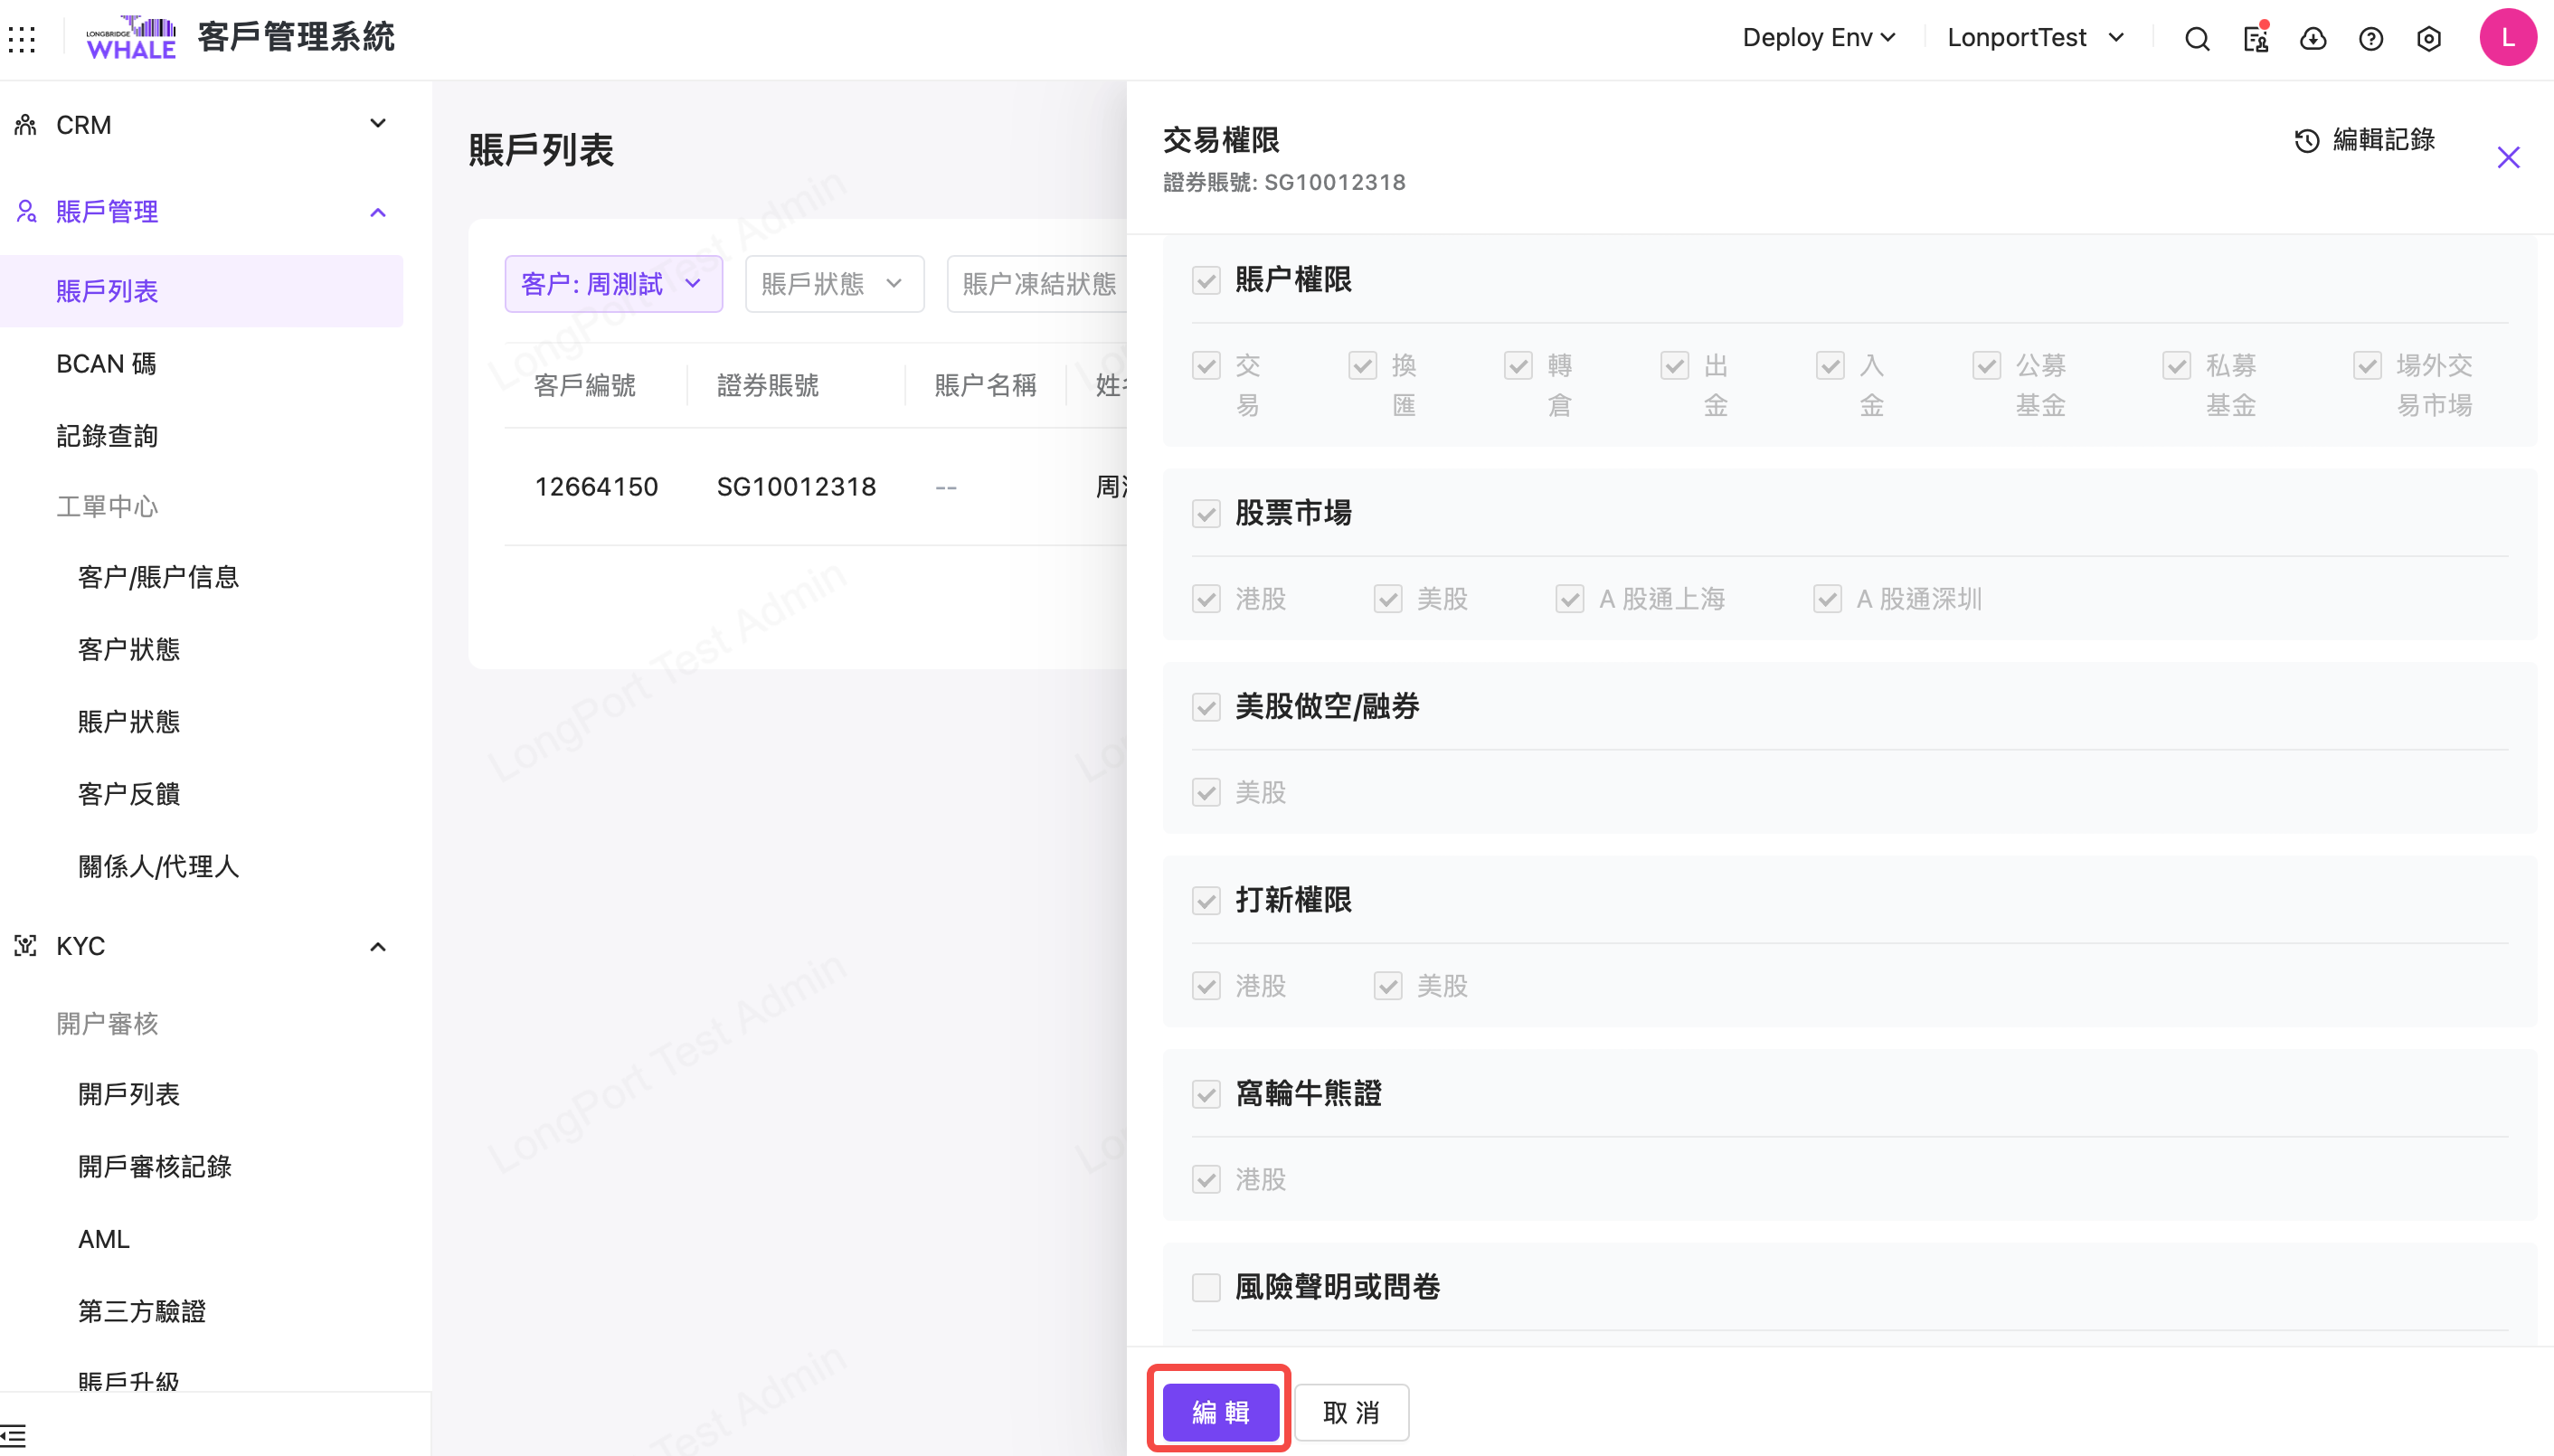 LONGBRIDGE
WHALE
客戶管理系統
Deploy Env
LonportTest
L
CRM
賬戶管理
賬戶列表
BCAN 碼
記錄查詢
工單中心
客户/賬户信息
客户狀態
賬户狀態
客户反饋
關係人/代理人
KYC
開户審核
開戶列表
開戶審核記錄
AML
第三方驗證
賬戶升級
賬戶列表
客户: 周測試
賬戶狀態
賬户凍結狀態
客戶編號
證券賬號
賬户名稱
12664150
SG10012318
--
周
LongPort Test Admin
LongPort Test Admin
LongPort Test Admin
Test Admin
交易權限
證券賬號: SG10012318
編輯記錄
賬户權限
交易
換匯
轉倉
出金
入金
公募基金
私募基金
場外交易市場
股票市場
港股
美股
A 股通上海
A 股通深圳
美股做空/融券
美股
打新權限
港股
美股
窩輪牛熊證
港股
風險聲明或問卷
編 輯
取 消